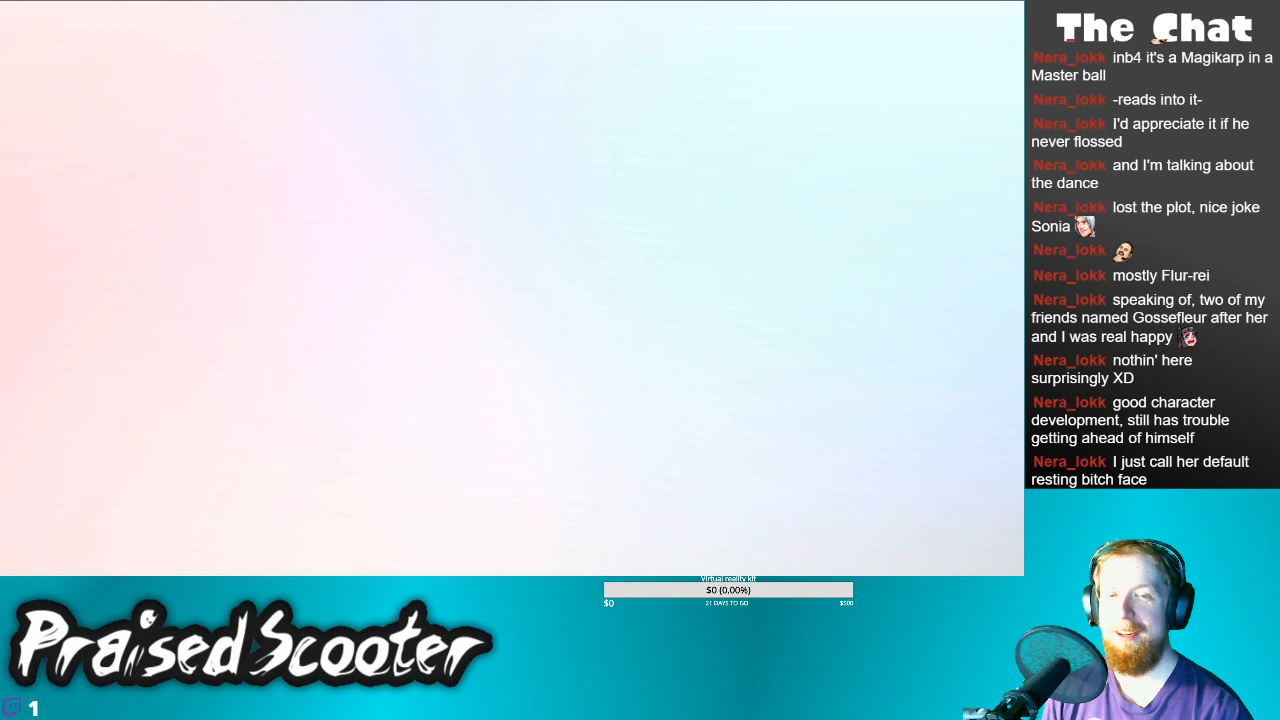 The Chat
Nera_lokk inb4 it's a Magikarp in a
Master ball
Nera_lokk -reads into it-
Nera_lokk I'd appreciate it if he
never flossed
Nera_lokk and I'm talking about
the dance
Nera_lokk lost the plot, nice joke
Sonia
Nera_lokk
Nera_lokk mostly Flur-rei
Nera_lokk speaking of, two of my
friends named Gossefleur after her
and I was real happy
Nera_lokk nothin' here
surprisingly XD
Nera_lokk good character
development, still has trouble
getting ahead of himself
Nera_lokk I just call her default
resting bitch face
Virtual reality kit
$0 (0.00%)
$0 21 DAYS TO GO $500
PraisedScooter
1